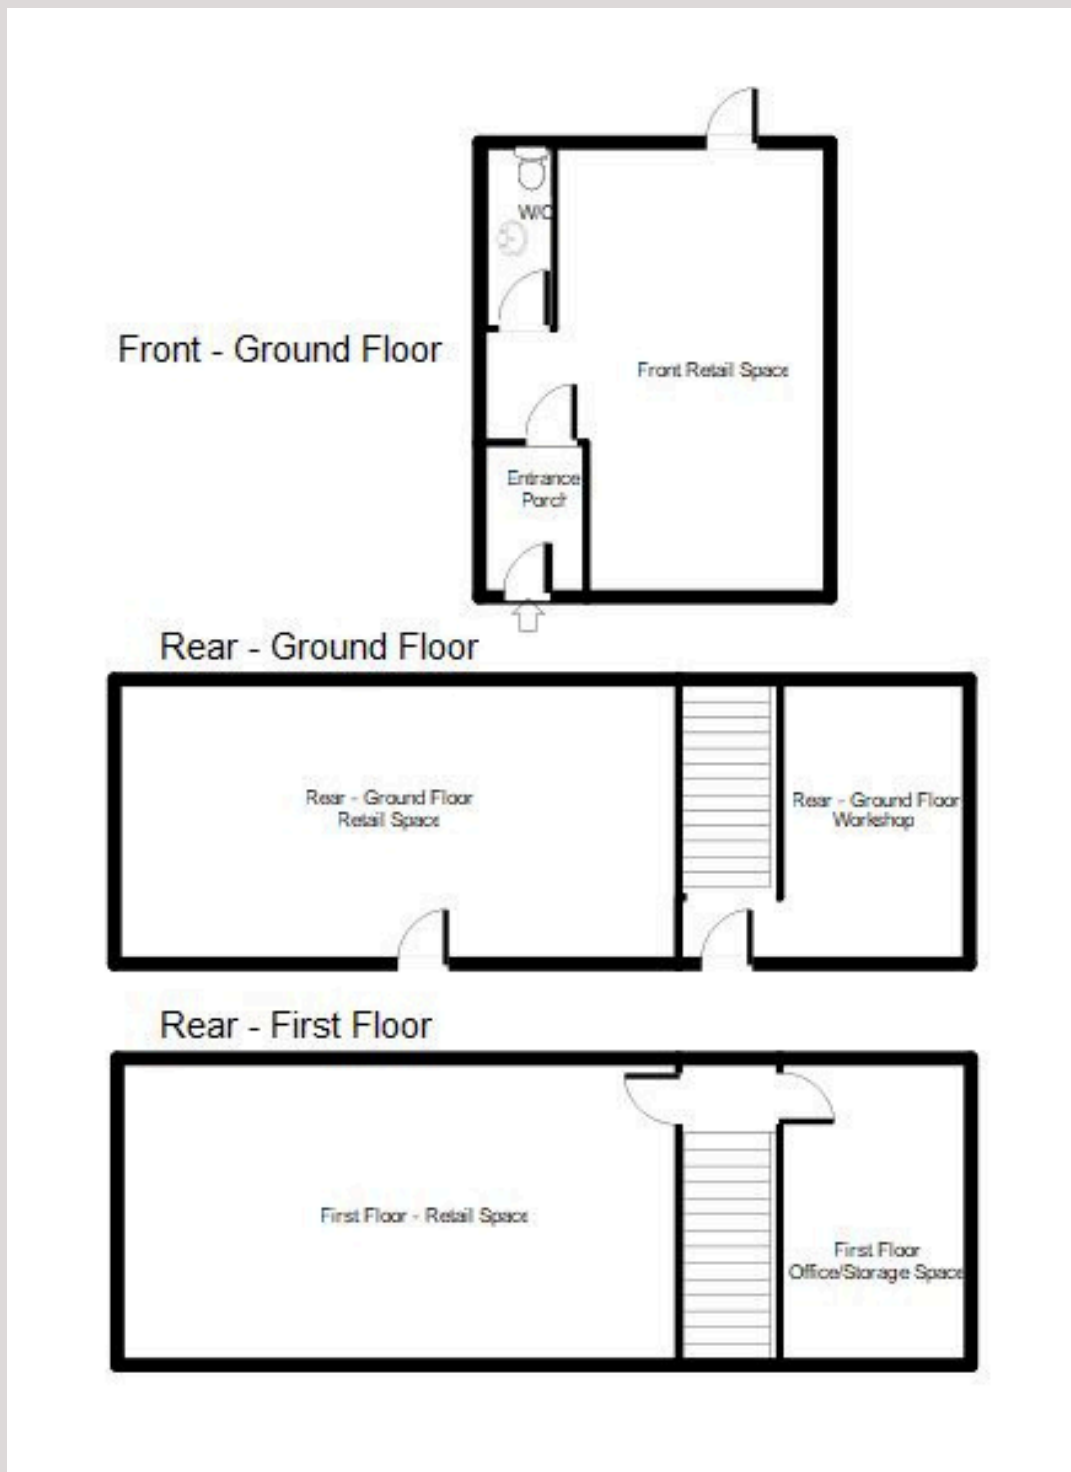 W/C
Front - Ground Floor
Front Retail Space
Entrance
Porch
Rear - Ground Floor
Rear - Ground Floor
Retail Space
Rear - Ground Floor
Workshop
Rear - First Floor
First Floor - Retail Space
First Floor
Office/Storage Space